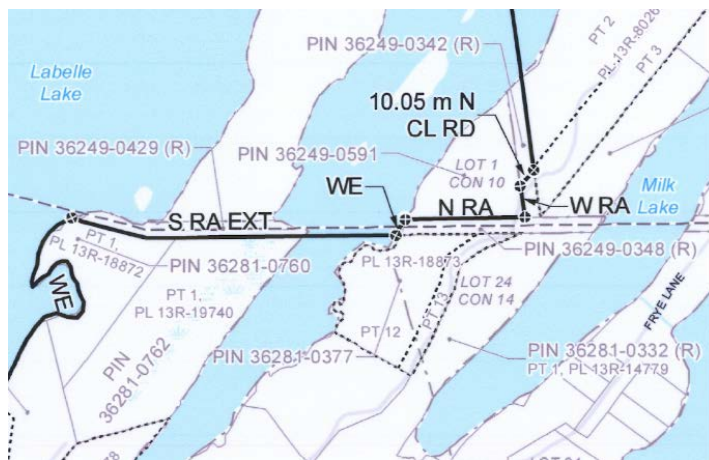 PIN 36249-0342 (R)
PT 2
PL 13R-8026
PT 3
Labelle
Lake
10.05 m N
CL RD
PIN 36249-0429 (R)
PIN 36249-0591
LOT 1
CON 10
WE
N RA
W RA
Milk
Lake
S RA EXT
PIN 36249-0348 (R)
PT 1,
PL 13R-18872
PIN 36281-0760
PL 13R-18873
LOT 24
CON 14
WE
PT 1,
PL 13R-19740
PT 13
PT 12
FRYE LANE
PIN
36281-0762
PIN 36281-0377
PIN 36281-0332 (R)
PT 1, PL 13R-14779